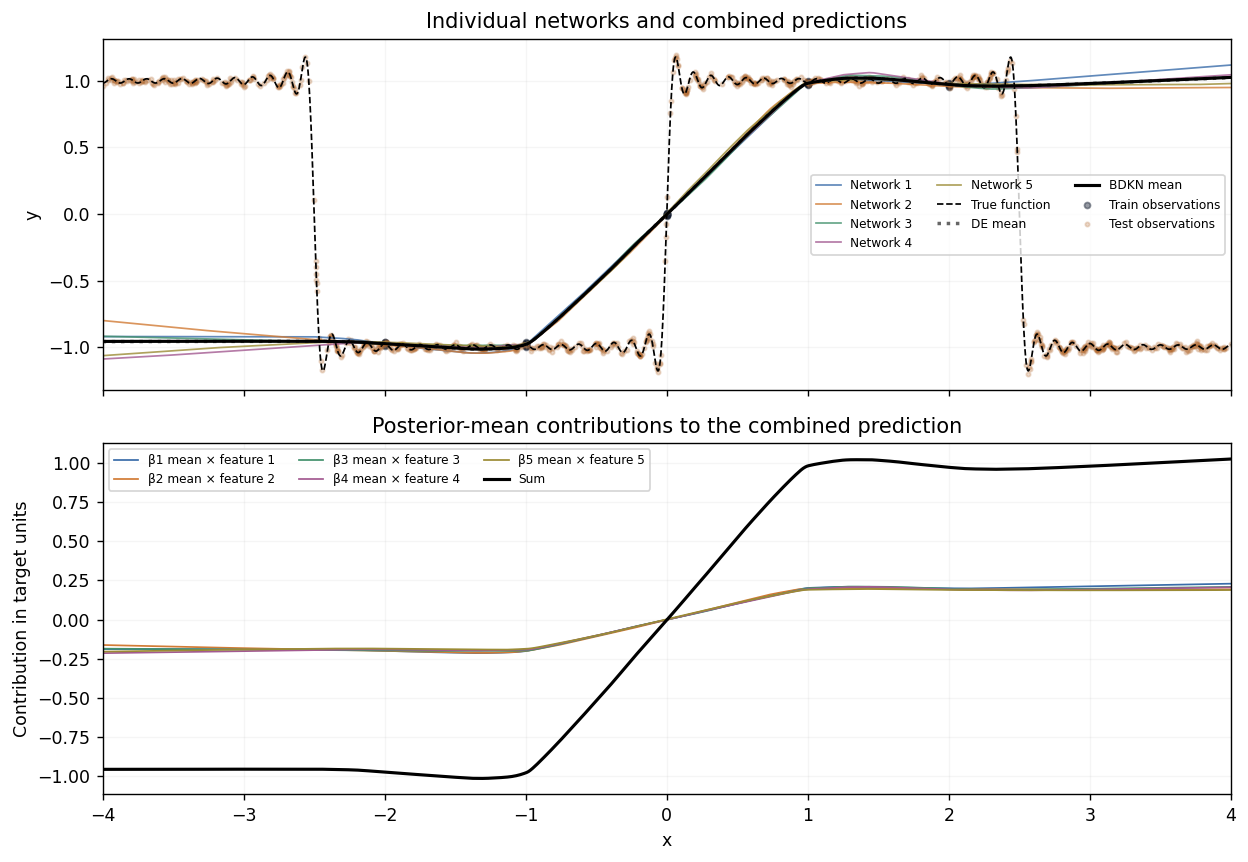 Individual networks and combined predictions
y
1.0
0.5
0.0
−0.5
−1.0
Network 1
Network 2
Network 3
Network 4
Network 5
True function
DE mean
BDKN mean
Train observations
Test observations
Posterior-mean contributions to the combined prediction
Contribution in target units
1.00
0.75
0.50
0.25
0.00
−0.25
−0.50
−0.75
−1.00
β1 mean × feature 1
β2 mean × feature 2
β3 mean × feature 3
β4 mean × feature 4
β5 mean × feature 5
Sum
−4
−3
−2
−1
0
1
2
3
4
x